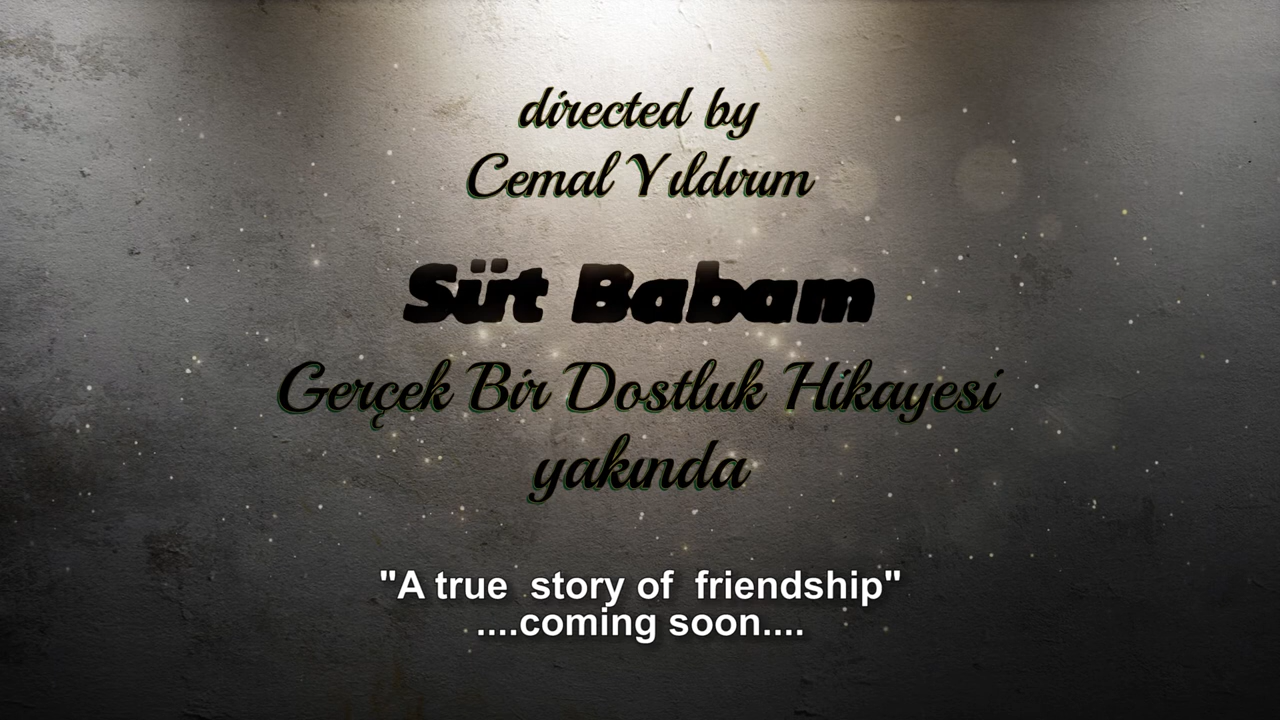 directed by
Cemal Yıldırım
Süt Babam
Gerçek Bir Dostluk Hikayesi
yakında
"A true  story of  friendship"
....coming soon....